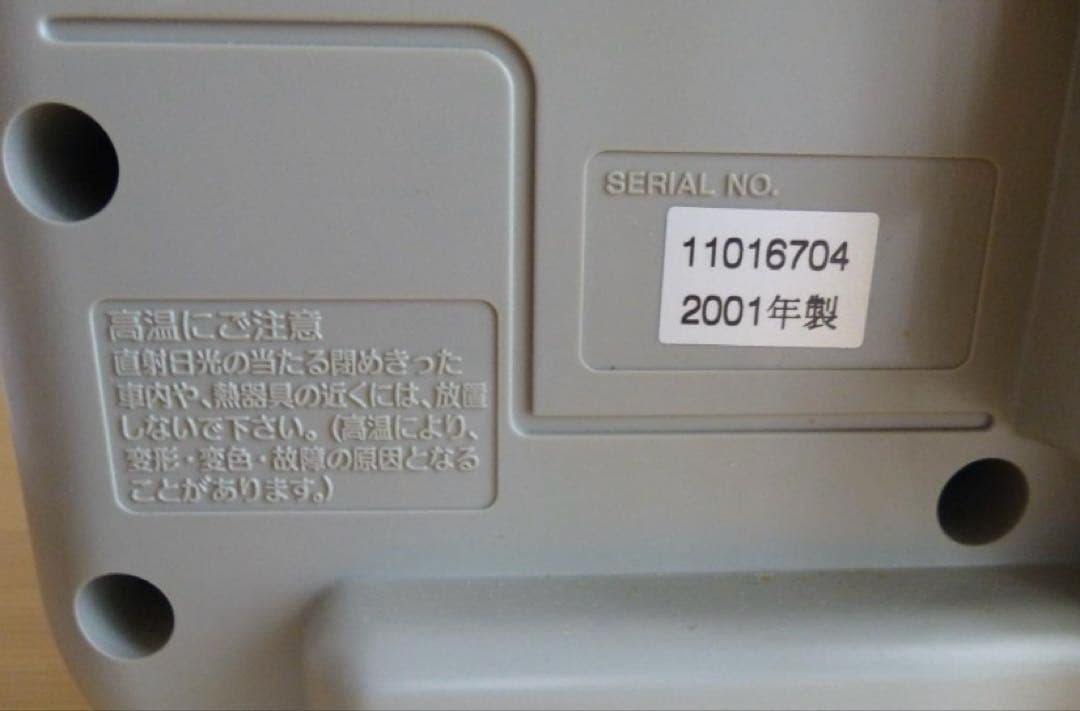 SERIAL NO.
11016704
2001年製
高温にご注意
直射日光の当たる閉めきった
車内や、熱器具の近くには、放置
しないで下さい。(高温により、
変形・変色・故障の原因となる
ことがあります。)